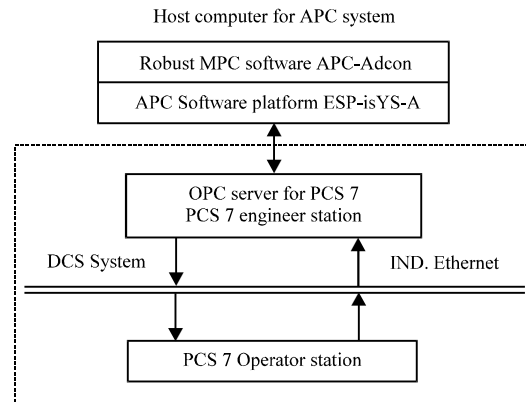 Host computer for APC system
Robust MPC software APC-Adcon
APC Software platform ESP-isYS-A
OPC server for PCS 7
PCS 7 engineer station
DCS System
IND. Ethernet
PCS 7 Operator station